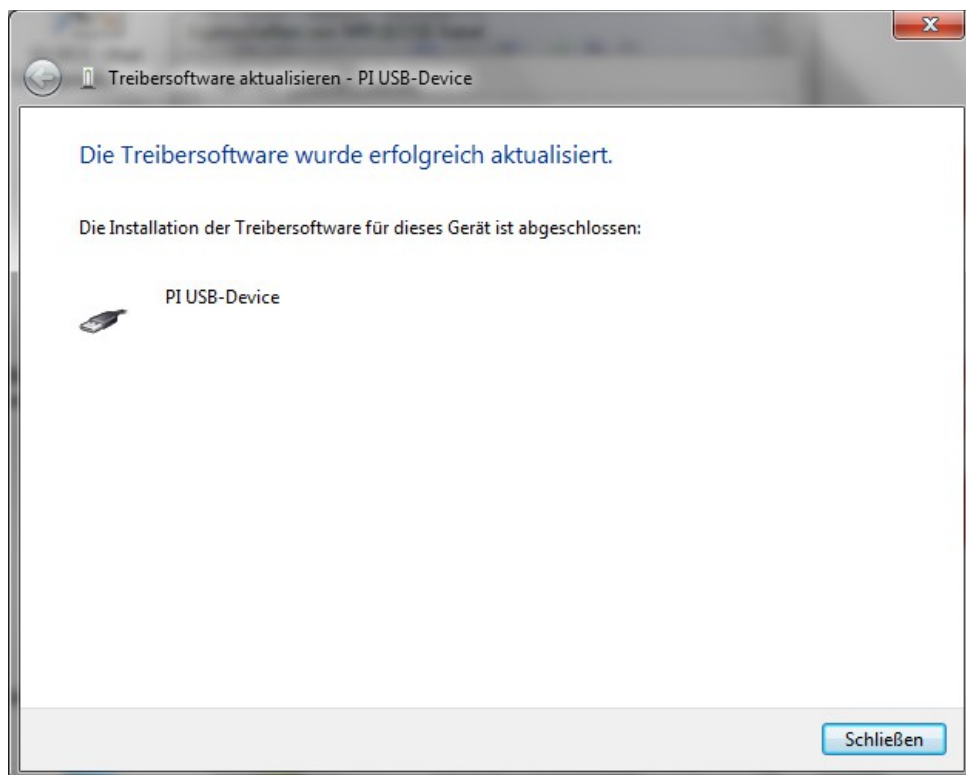 Treibersoftware aktualisieren - PI USB-Device
Die Treibersoftware wurde erfolgreich aktualisiert.
Die Installation der Treibersoftware für dieses Gerät ist abgeschlossen:
PI USB-Device
Schließen